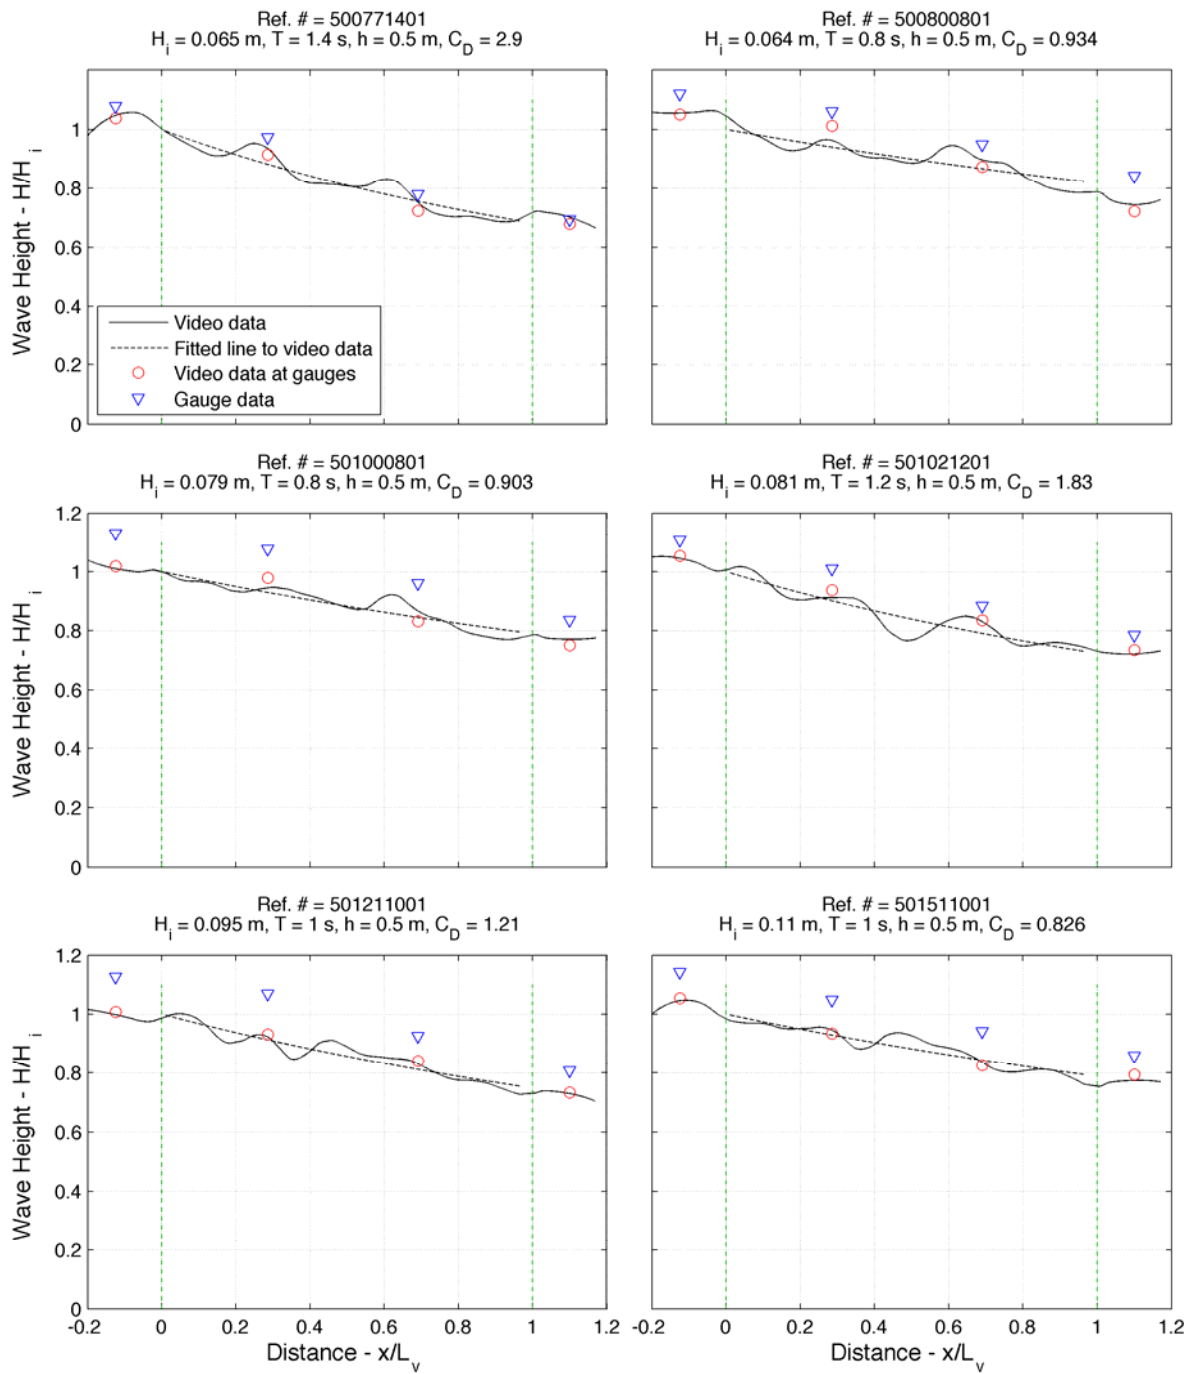 Ref. # = 500771401
H_i = 0.065 m, T = 1.4 s, h = 0.5 m, C_D = 2.9
Wave Height - H/H_i
1
0.8
0.6
0.4
0.2
0
Video data
Fitted line to video data
Video data at gauges
Gauge data
Ref. # = 500800801
H_i = 0.064 m, T = 0.8 s, h = 0.5 m, C_D = 0.934
Ref. # = 501000801
H_i = 0.079 m, T = 0.8 s, h = 0.5 m, C_D = 0.903
Wave Height - H/H_i
1.2
1
0.8
0.6
0.4
0.2
0
Ref. # = 501021201
H_i = 0.081 m, T = 1.2 s, h = 0.5 m, C_D = 1.83
Ref. # = 501211001
H_i = 0.095 m, T = 1 s, h = 0.5 m, C_D = 1.21
Wave Height - H/H_i
1.2
1
0.8
0.6
0.4
0.2
0
-0.2 0 0.2 0.4 0.6 0.8 1 1.2
Distance - x/L_v
Ref. # = 501511001
H_i = 0.11 m, T = 1 s, h = 0.5 m, C_D = 0.826
-0.2 0 0.2 0.4 0.6 0.8 1 1.2
Distance - x/L_v